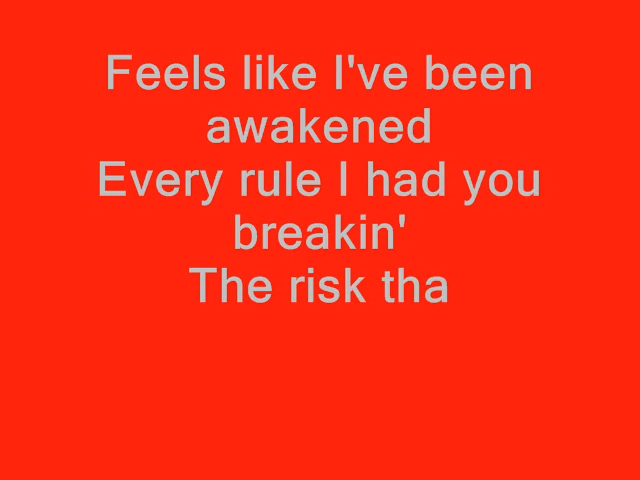 Feels like I've been
awakened
Every rule I had you
breakin'
The risk tha